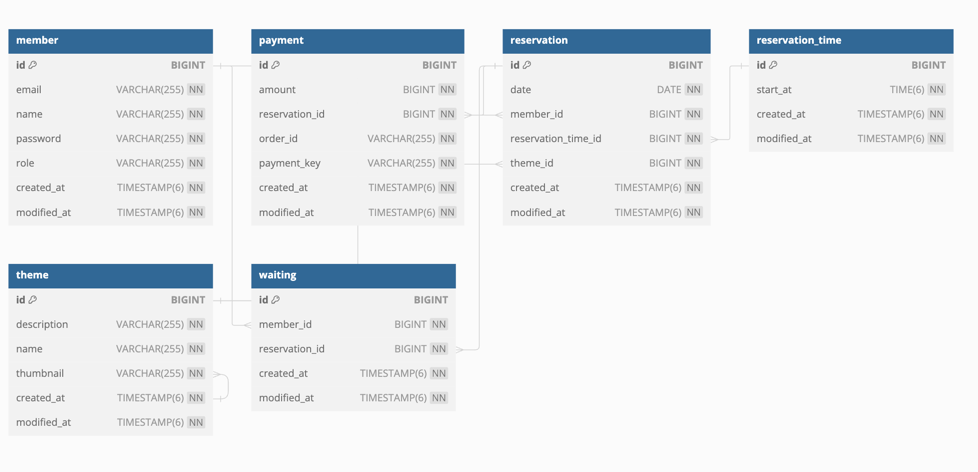 member
id BIGINT
email VARCHAR(255) NN
name VARCHAR(255) NN
password VARCHAR(255) NN
role VARCHAR(255) NN
created_at TIMESTAMP(6) NN
modified_at TIMESTAMP(6) NN
payment
id BIGINT
amount BIGINT NN
reservation_id BIGINT NN
order_id VARCHAR(255) NN
payment_key VARCHAR(255) NN
created_at TIMESTAMP(6) NN
modified_at TIMESTAMP(6) NN
reservation
id BIGINT
date DATE NN
member_id BIGINT NN
reservation_time_id BIGINT NN
theme_id BIGINT NN
created_at TIMESTAMP(6) NN
modified_at TIMESTAMP(6) NN
reservation_time
id BIGINT
start_at TIME(6) NN
created_at TIMESTAMP(6) NN
modified_at TIMESTAMP(6) NN
theme
id BIGINT
description VARCHAR(255) NN
name VARCHAR(255) NN
thumbnail VARCHAR(255) NN
created_at TIMESTAMP(6) NN
modified_at TIMESTAMP(6) NN
waiting
id BIGINT
member_id BIGINT NN
reservation_id BIGINT NN
created_at TIMESTAMP(6) NN
modified_at TIMESTAMP(6) NN